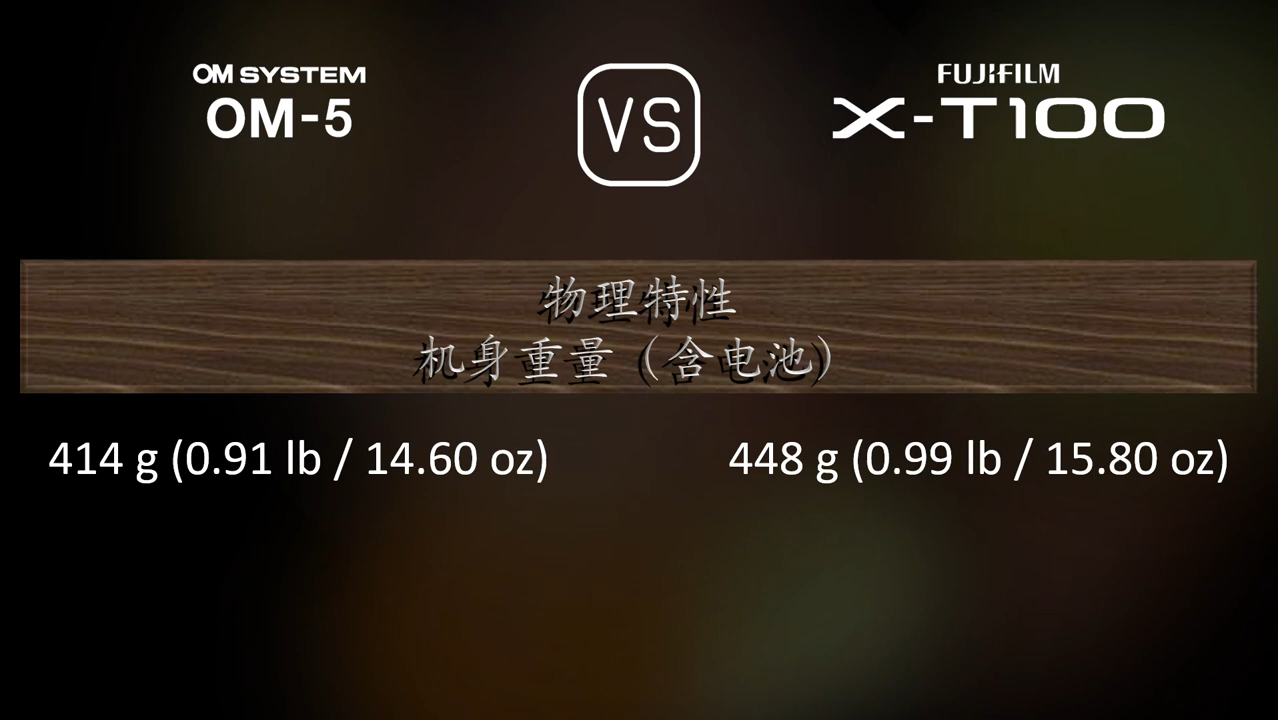 OM SYSTEM
OM-5
VS
FUJIFILM
X-T100
物理特性
机身重量（含电池）
414 g (0.91 lb / 14.60 oz)
448 g (0.99 lb / 15.80 oz)